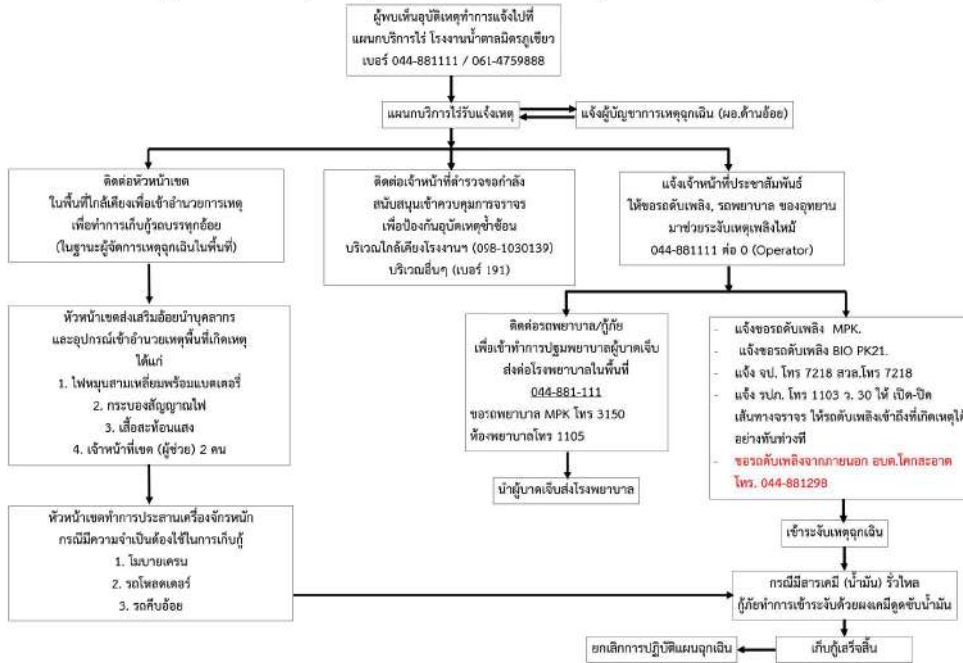 ผู้พบเห็นอุบัติเหตุทำการแจ้งไปที่
แผนกบริการไร่ โรงงานน้ำตาลมิตรภูเขียว
เบอร์ 044-881111 / 061-4759888
แผนกบริการไร่รับแจ้งเหตุ
แจ้งผู้บัญชาการเหตุฉุกเฉิน (ผอ.ด้านอ้อย)
ติดต่อหัวหน้าเขต
ในพื้นที่ใกล้เคียงเพื่อเข้าอำนวยการเหตุ
เพื่อทำการเก็บกู้รถบรรทุกอ้อย
(ในฐานะผู้จัดการเหตุฉุกเฉินในพื้นที่)
ติดต่อเจ้าหน้าที่ตำรวจขอกำลัง
สนับสนุนเข้าควบคุมการจราจร
เพื่อป้องกันอุบัติเหตุซ้ำซ้อน
บริเวณใกล้เคียงโรงงานฯ (098-1030139)
บริเวณอื่นๆ (เบอร์ 191)
แจ้งเจ้าหน้าที่ประชาสัมพันธ์
ให้ขอรถดับเพลิง, รถพยาบาล ของอุทยาน
มาช่วยระงับเหตุเพลิงไหม้
044-881111 ต่อ 0 (Operator)
หัวหน้าเขตส่งเสริมอ้อยนำบุคลากร
และอุปกรณ์เข้าอำนวยเหตุพื้นที่เกิดเหตุ
ได้แก่
1. ไฟหมุนสามเหลี่ยมพร้อมแบตเตอรี่
2. กระบองสัญญาณไฟ
3. เสื้อสะท้อนแสง
4. เจ้าหน้าที่เขต (ผู้ช่วย) 2 คน
ติดต่อรถพยาบาล/กู้ภัย
เพื่อเข้าทำการปฐมพยาบาลผู้บาดเจ็บ
ส่งต่อโรงพยาบาลในพื้นที่
044-881-111
ขอรถพยาบาล MPK โทร 3150
ห้องพยาบาลโทร 1105
- แจ้งขอรถดับเพลิง MPK.
- แจ้งขอรถดับเพลิง BIO PK21.
- แจ้ง จป. โทร 7218 สวล.โทร 7218
- แจ้ง รปภ. โทร 1103 ว. 30 ให้ เปิด-ปิด
เส้นทางจราจร ให้รถดับเพลิงเข้าถึงที่เกิดเหตุได้
อย่างทันท่วงที
- ขอรถดับเพลิงจากภายนอก อบต.โคกสะอาด
โทร. 044-881298
นำผู้บาดเจ็บส่งโรงพยาบาล
หัวหน้าเขตทำการประสานเครื่องจักรหนัก
กรณีมีความจำเป็นต้องใช้ในการเก็บกู้
1. โมบายเครน
2. รถโหลดเดอร์
3. รถคีบอ้อย
เข้าระงับเหตุฉุกเฉิน
กรณีมีสารเคมี (น้ำมัน) รั่วไหล
กู้ภัยทำการเข้าระงับด้วยผงเคมีดูดซับน้ำมัน
ยกเลิกการปฏิบัติแผนฉุกเฉิน
เก็บกู้เสร็จสิ้น